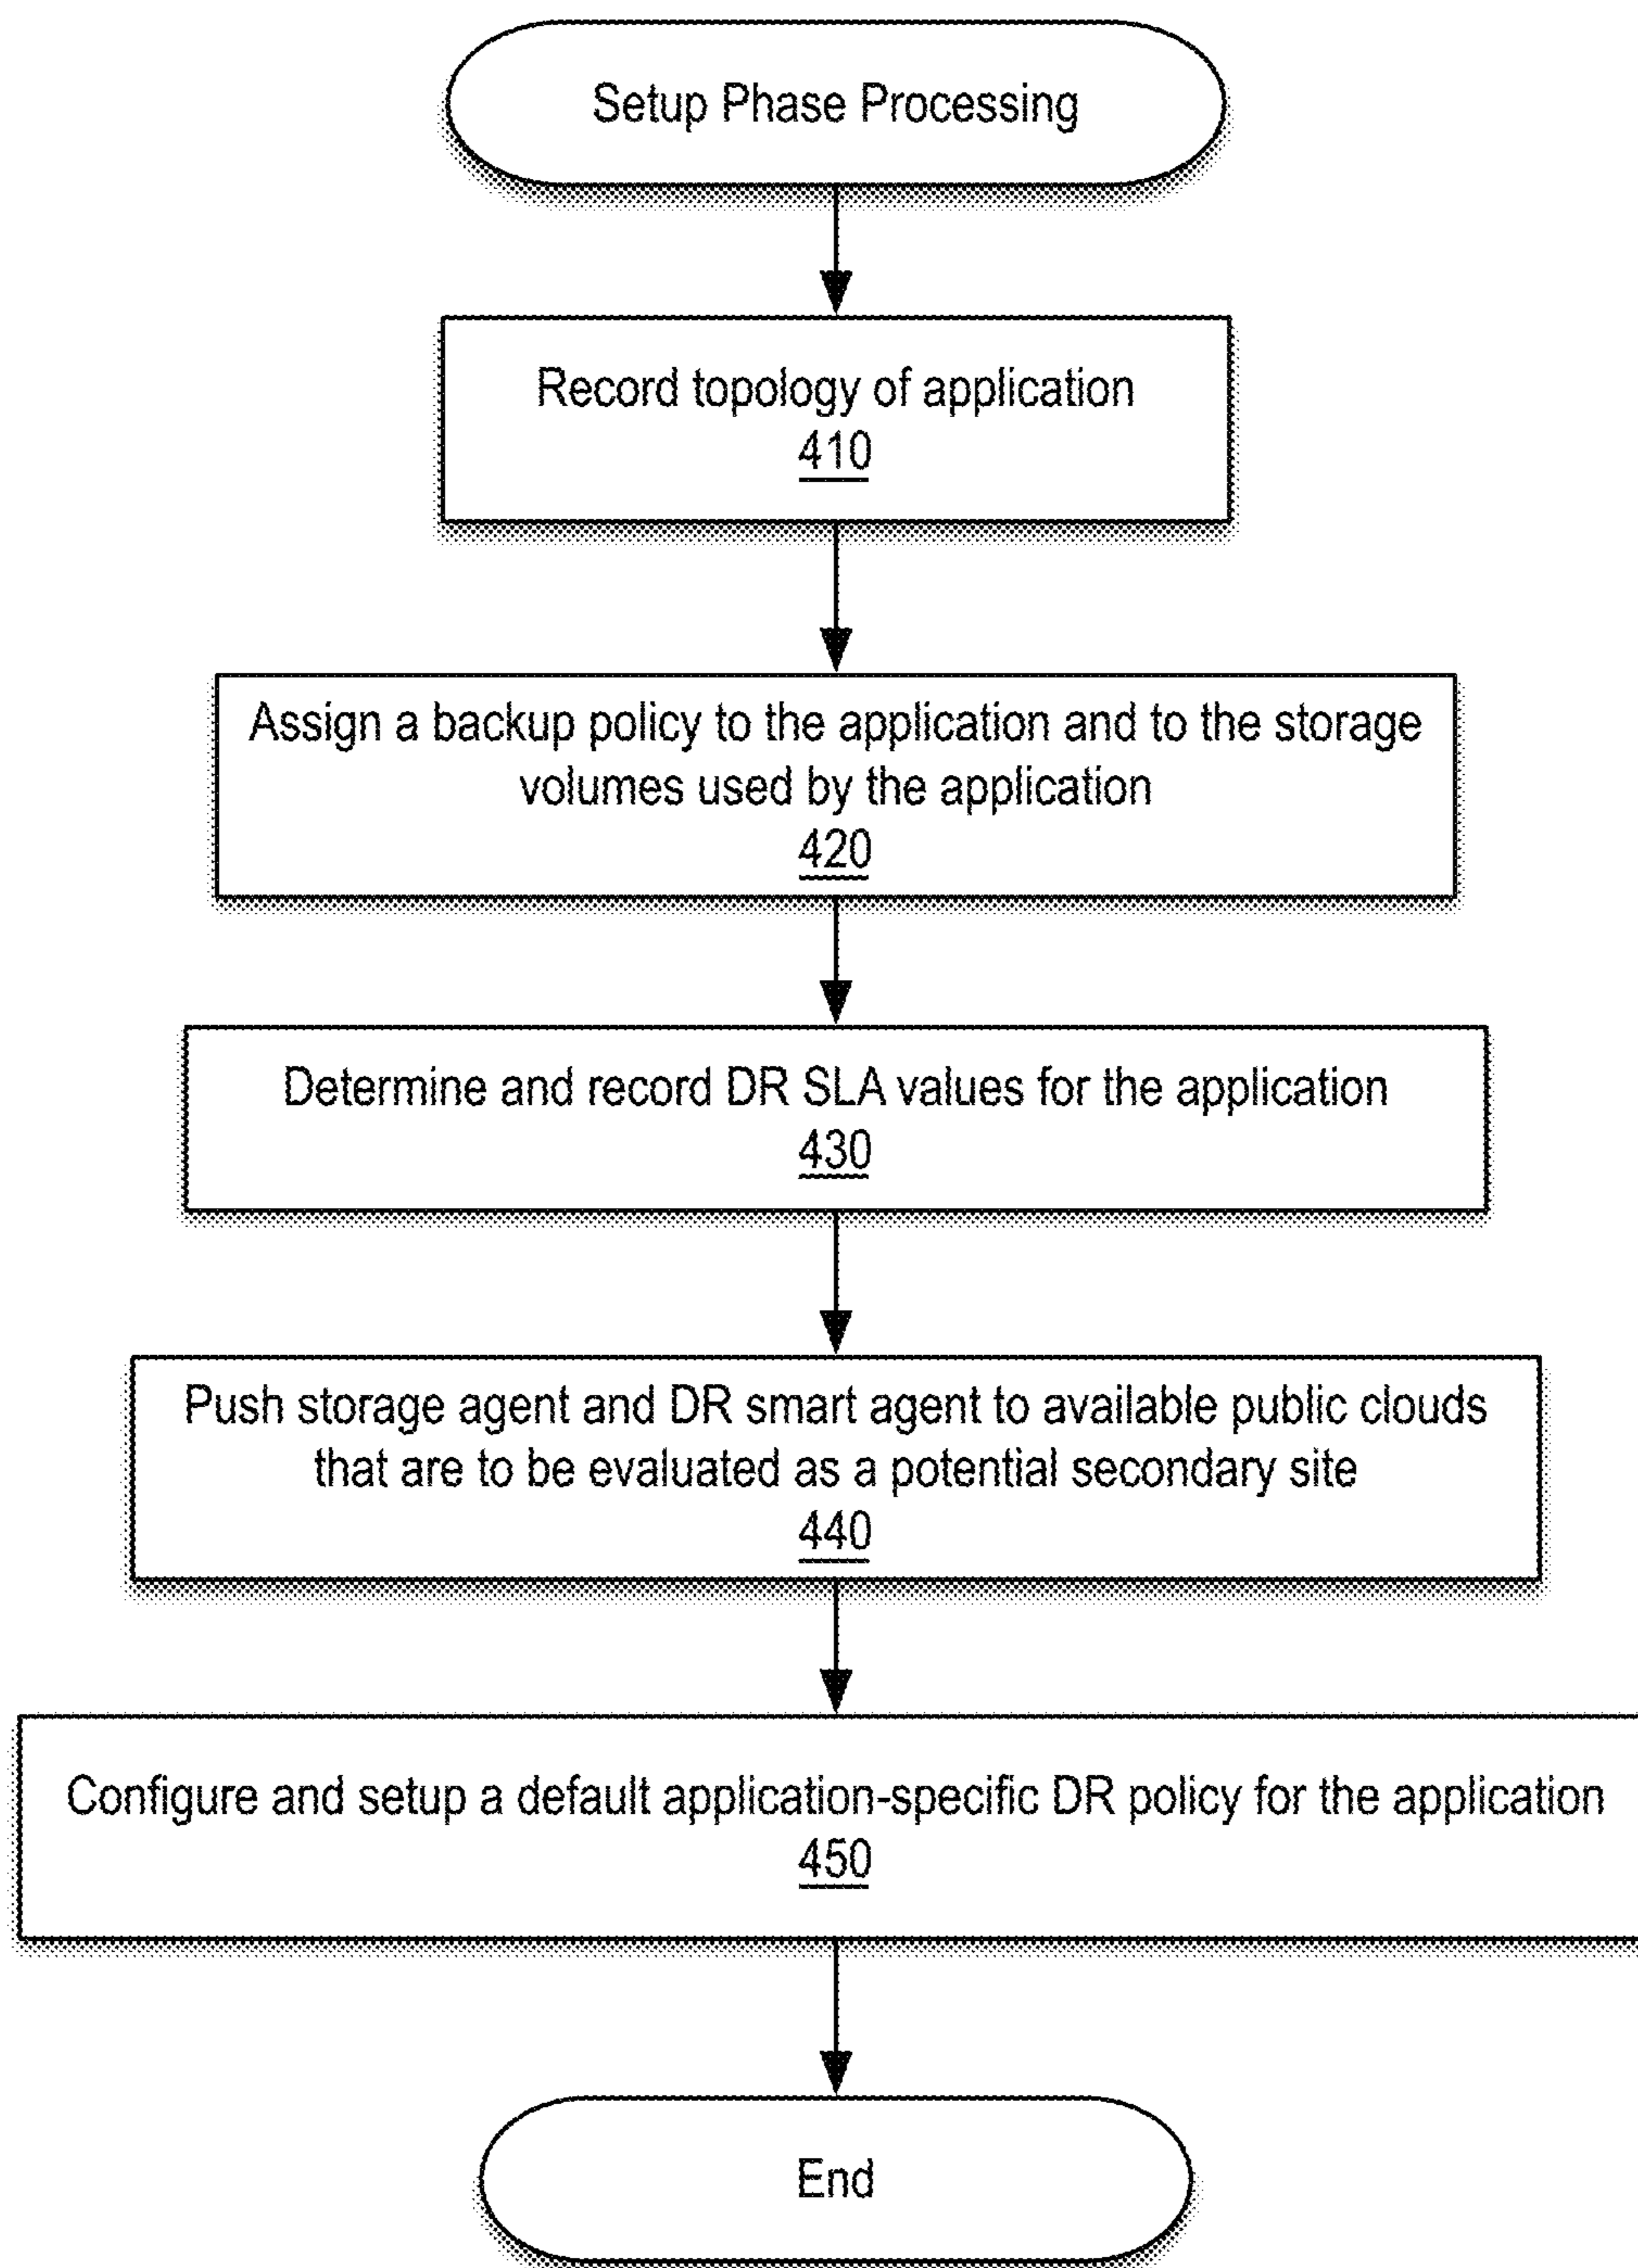 Setup Phase Processing
Record topology of application
410
Assign a backup policy to the application and to the storage
volumes used by the application
420
Determine and record DR SLA values for the application
430
Push storage agent and DR smart agent to available public clouds
that are to be evaluated as a potential secondary site
440
Configure and setup a default application-specific DR policy for the application
450
End